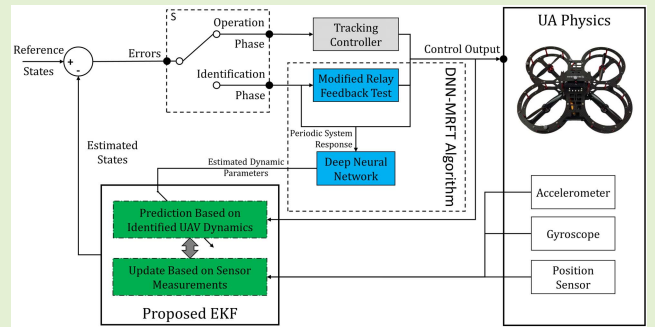 S
Operation
Phase
Tracking
Controller
UA Physics
Reference
States
+
-
Errors
Control Output
Identification
Phase
Modified Relay
Feedback Test
DNN-MRFT Algorithm
Periodic System
Response
Deep Neural
Network
Estimated
States
Estimated Dynamic
Parameters
Prediction Based on
Identified UAV Dynamics
Update Based on Sensor
Measurements
Proposed EKF
Accelerometer
Gyroscope
Position
Sensor